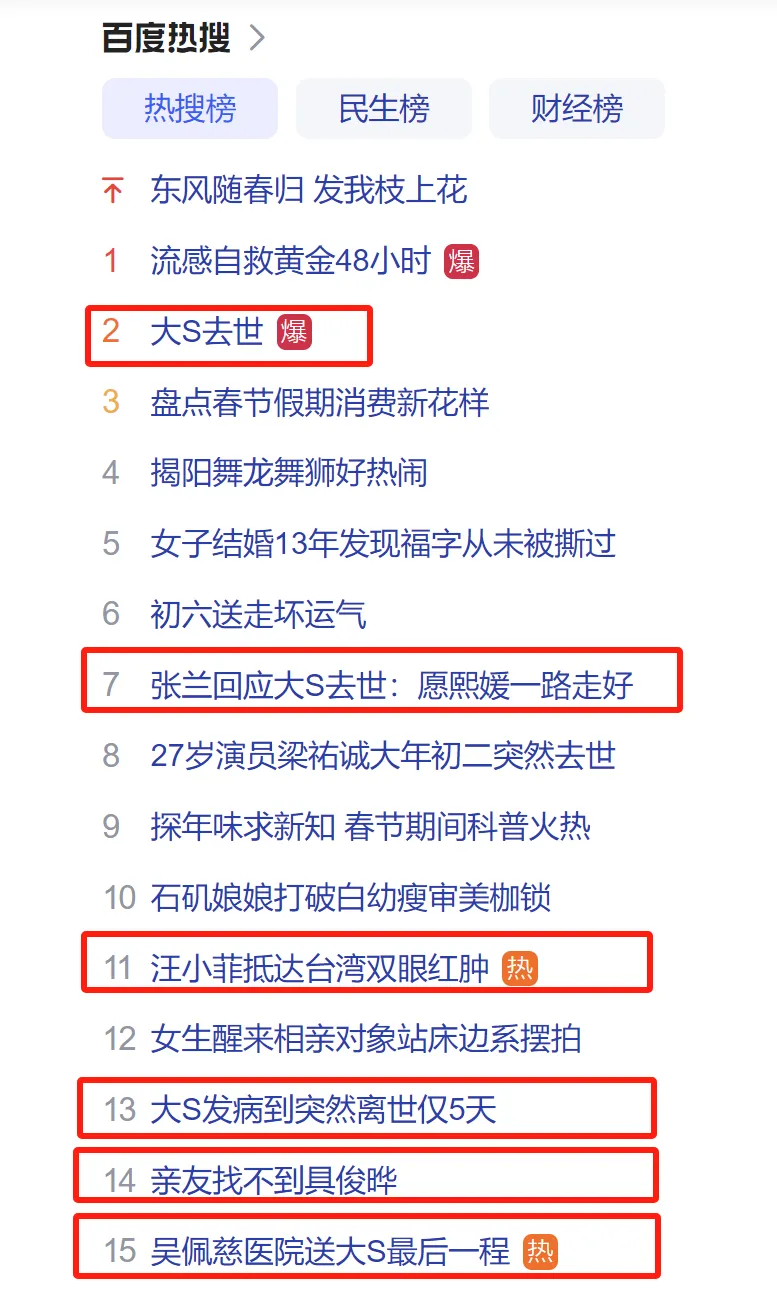 百度热搜
热搜榜 民生榜 财经榜
东风随春归 发我枝上花
1 流感自救黄金48小时 爆
2 大S去世 爆
3 盘点春节假期消费新花样
4 揭阳舞龙舞狮好热闹
5 女子结婚13年发现福字从未被撕过
6 初六送走坏运气
7 张兰回应大S去世：愿熙媛一路走好
8 27岁演员梁祐诚大年初二突然去世
9 探年味求新知 春节期间科普火热
10 石矶娘娘打破白幼瘦审美枷锁
11 汪小菲抵达台湾双眼红肿 热
12 女生醒来相亲对象站床边系摆拍
13 大S发病到突然离世仅5天
14 亲友找不到具俊晔
15 吴佩慈医院送大S最后一程 热